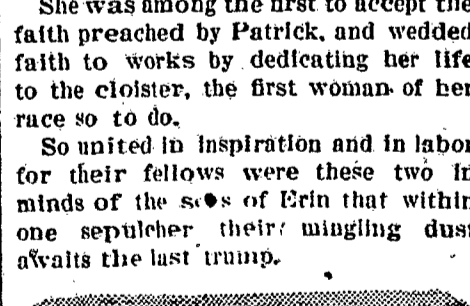 She was among the first to accept the
faith preached by Patrick, and wedded
faith to works by dedicating her life
to the cloister, the first woman of her
race so to do.
So united in inspiration and in labor
for their fellows were these two in
minds of the sons of Erin that within
one sepulcher their mingling dust
awaits the last trump.